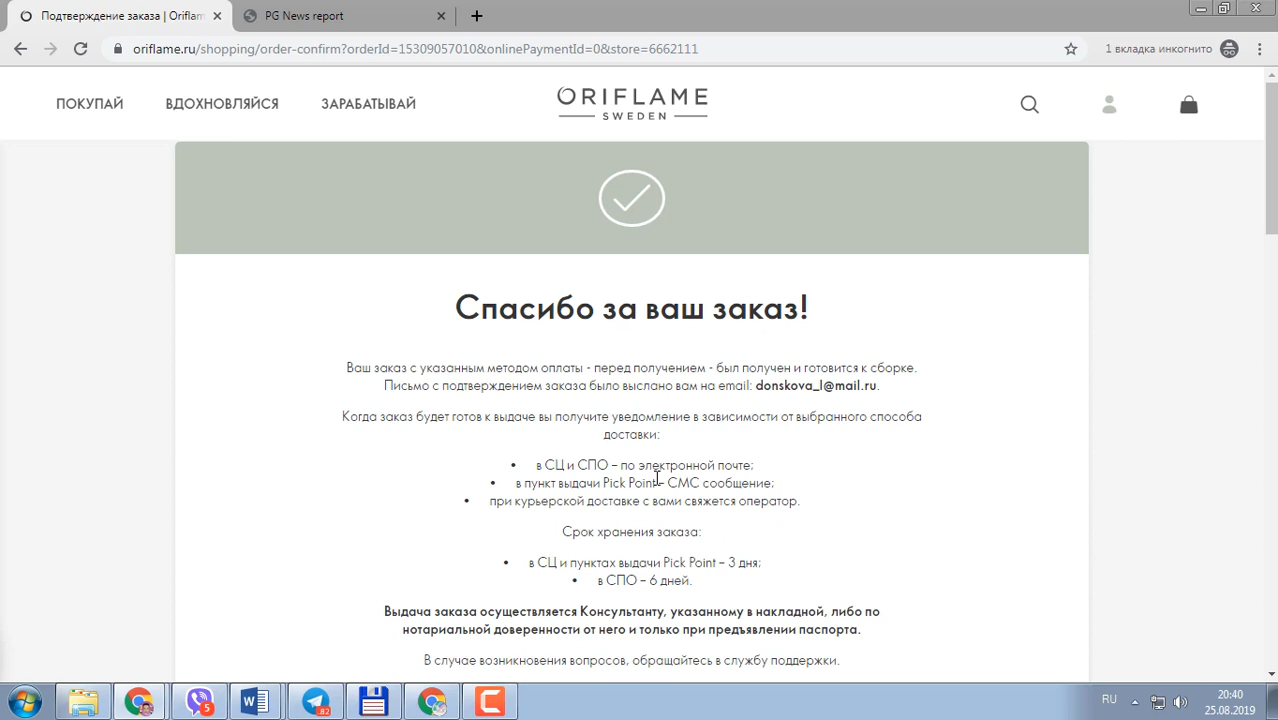 Подтверждение заказа | Oriflam
PG News report
oriflame.ru/shopping/order-confirm?orderId=15309057010&onlinePaymentId=0&store=6662111
1 вкладка инкогнито
ПОКУПАЙ
ВДОХНОВЛЯЙСЯ
ЗАРАБАТЫВАЙ
ORIFLAME
SWEDEN
Спасибо за ваш заказ!
Ваш заказ с указанным методом оплаты - перед получением - был получен и готовится к сборке.
Письмо с подтверждением заказа было выслано вам на email: donskova_l@mail.ru.
Когда заказ будет готов к выдаче вы получите уведомление в зависимости от выбранного способа
доставки:
• в СЦ и СПО – по электронной почте;
• в пункт выдачи Pick Point – СМС сообщение;
• при курьерской доставке с вами свяжется оператор.
Срок хранения заказа:
• в СЦ и пунктах выдачи Pick Point – 3 дня;
• в СПО – 6 дней.
Выдача заказа осуществляется Консультанту, указанному в накладной, либо по
нотариальной доверенности от него и только при предъявлении паспорта.
В случае возникновения вопросов, обращайтесь в службу поддержки.
5
82
RU
20:40
25.08.2019